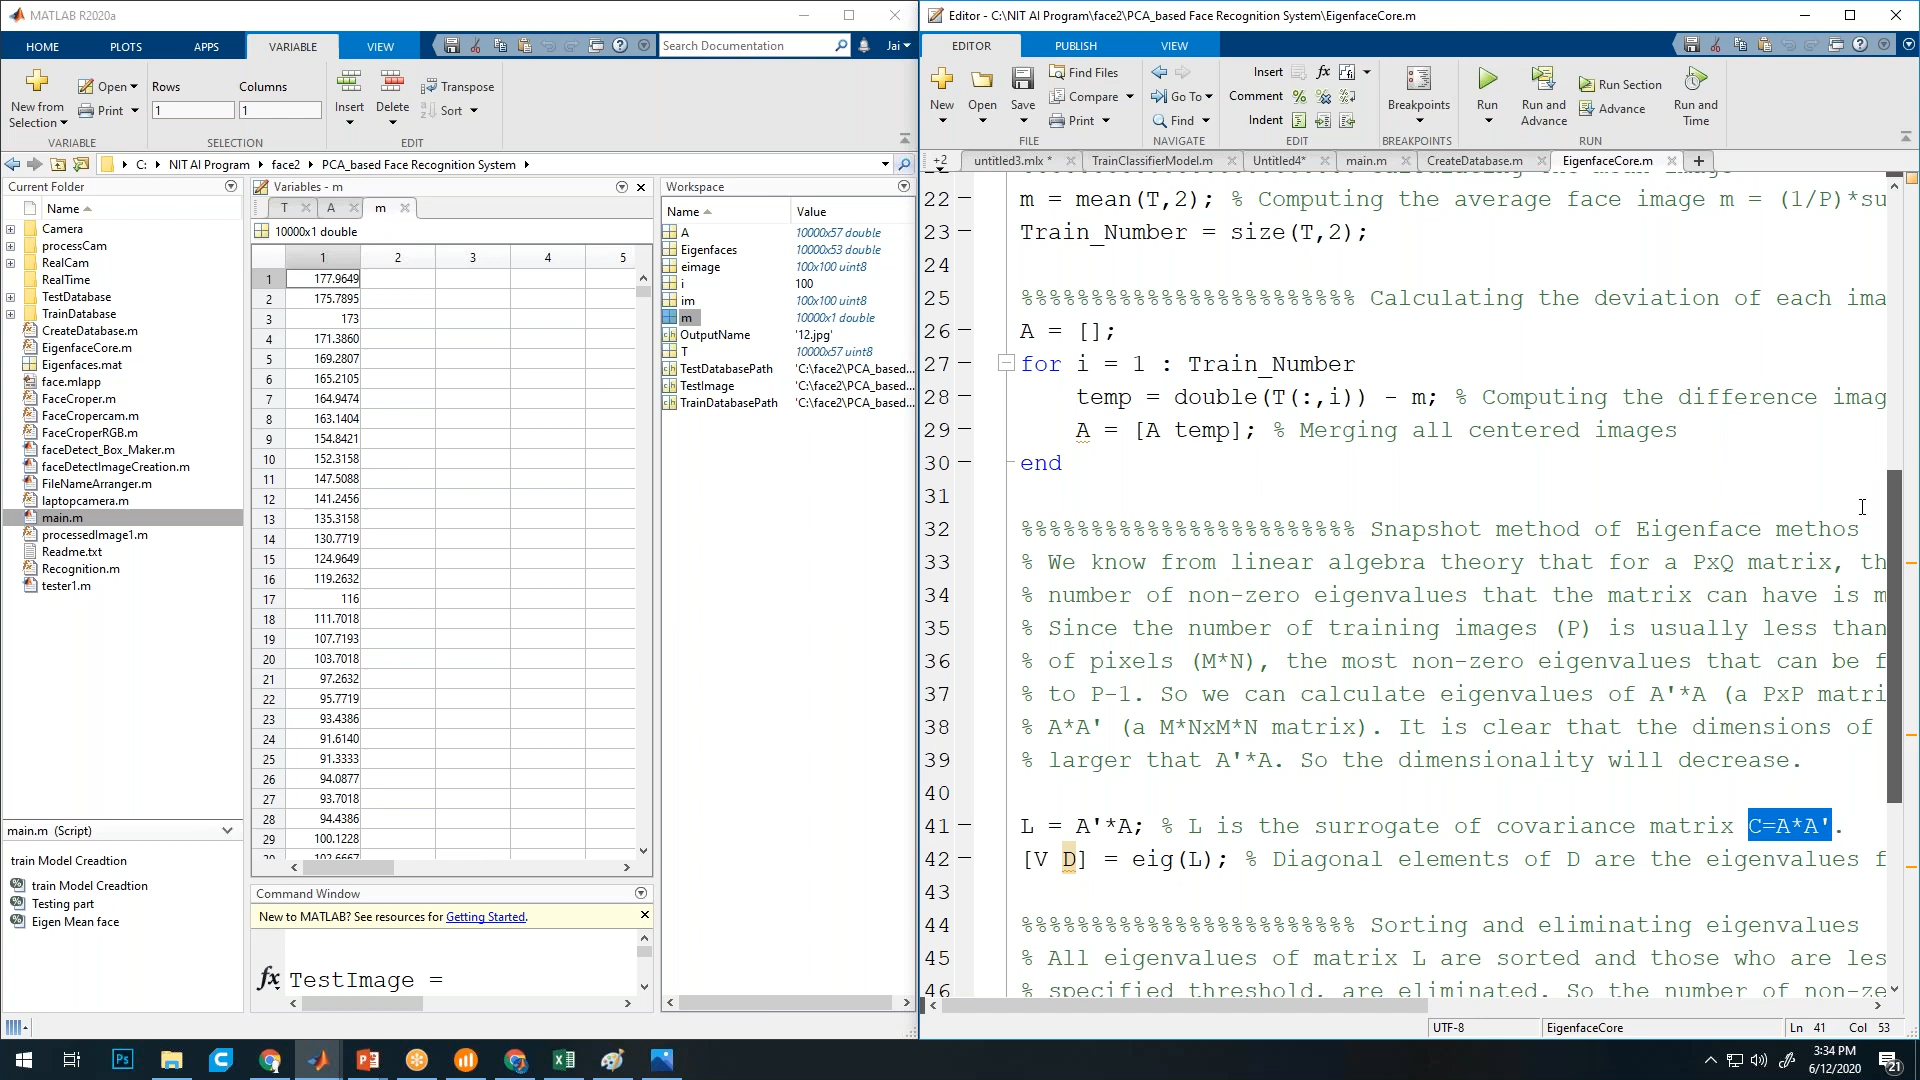 MATLAB R2020a
HOME PLOTS APPS VARIABLE VIEW
Search Documentation
Jai
New from
Selection
Open
Print
VARIABLE
Rows
Columns
1
1
SELECTION
Insert
Delete
Transpose
Sort
EDIT
C: NIT AI Program face2 PCA_based Face Recognition System
Current Folder
Name
Camera
processCam
RealCam
RealTime
TestDatabase
TrainDatabase
CreateDatabase.m
EigenfaceCore.m
Eigenfaces.mat
face.mlapp
FaceCroper.m
FaceCropercam.m
FaceCroperRGB.m
faceDetect_Box_Maker.m
faceDetectImageCreation.m
FileNameArranger.m
laptopcamera.m
main.m
processedImage1.m
Readme.txt
Recognition.m
tester1.m
main.m (Script)
train Model Creadtion
train Model Creadtion
Testing part
Eigen Mean face
Variables - m
T
A
m
10000x1 double
1 2 3 4 5
1 177.9649
2 175.7895
3 173
4 171.3860
5 169.2807
6 165.2105
7 164.9474
8 163.1404
9 154.8421
10 152.3158
11 147.5088
12 141.2456
13 135.3158
14 130.7719
15 124.9649
16 119.2632
17 116
18 111.7018
19 107.7193
20 103.7018
21 97.2632
22 95.7719
23 93.4386
24 91.6140
25 91.3333
26 94.0877
27 93.7018
28 94.4386
29 100.1228
30 102.6667
Command Window
New to MATLAB? See resources for Getting Started.
fx TestImage =
Workspace
Name Value
A 10000x57 double
Eigenfaces 10000x53 double
eimage 100x100 uint8
i 100
im 100x100 uint8
m 10000x1 double
OutputName '12.jpg'
T 10000x57 uint8
TestDatabasePath 'C:\face2\PCA_based...
TestImage 'C:\face2\PCA_based...
TrainDatabasePath 'C:\face2\PCA_based...
Editor - C:\NIT AI Program\face2\PCA_based Face Recognition System\EigenfaceCore.m
EDITOR PUBLISH VIEW
New
Open
Save
Find Files
Compare
Print
FILE
Go To
Find
NAVIGATE
Insert fx
Comment
Indent
EDIT
Breakpoints
BREAKPOINTS
Run
Run and
Advance
Run Section
Advance
Run and
Time
RUN
+2 untitled3.mlx * TrainClassifierModel.m Untitled4* main.m CreateDatabase.m EigenfaceCore.m
22 m = mean(T,2); % Computing the average face image m = (1/P)*su
23 Train_Number = size(T,2);
24
25 %%%%%%%%%%%%%%%%%%%%%%%% Calculating the deviation of each ima
26 A = [];
27 for i = 1 : Train_Number
28 temp = double(T(:,i)) - m; % Computing the difference imag
29 A = [A temp]; % Merging all centered images
30 end
31
32 %%%%%%%%%%%%%%%%%%%%%%%% Snapshot method of Eigenface methos
33 % We know from linear algebra theory that for a PxQ matrix, th
34 % number of non-zero eigenvalues that the matrix can have is m
35 % Since the number of training images (P) is usually less than
36 % of pixels (M*N), the most non-zero eigenvalues that can be f
37 % to P-1. So we can calculate eigenvalues of A'*A (a PxP matri
38 % A*A' (a M*NxM*N matrix). It is clear that the dimensions of
39 % larger that A'*A. So the dimensionality will decrease.
40
41 L = A'*A; % L is the surrogate of covariance matrix C=A*A'.
42 [V D] = eig(L); % Diagonal elements of D are the eigenvalues f
43
44 %%%%%%%%%%%%%%%%%%%%%%%% Sorting and eliminating eigenvalues
45 % All eigenvalues of matrix L are sorted and those who are les
46 % specified threshold, are eliminated. So the number of non-ze
UTF-8
EigenfaceCore
Ln 41 Col 53
Ps
3:34 PM
6/12/2020
21